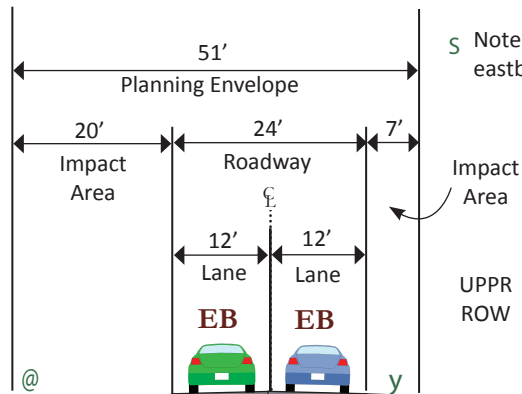 51’
Planning Envelope
S Note
eastb
20’ 24’ 7’
Impact
Area
Roadway
Impact
Area
℄
12’ 12’
Lane Lane
UPPR
ROW
EB EB
@ y